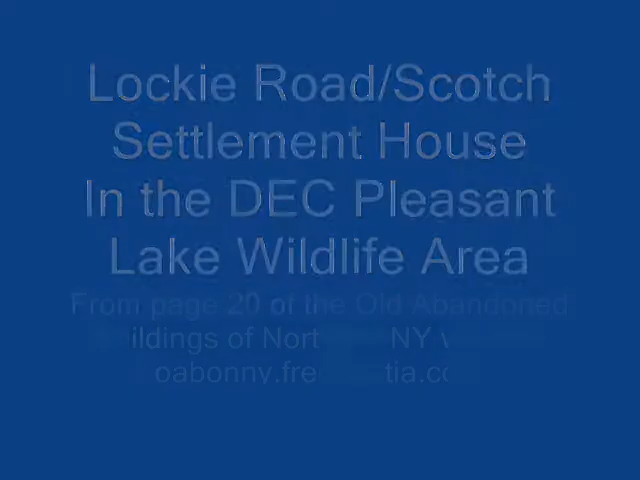 Lockie Road/Scotch
Settlement House
In the DEC Pleasant
Lake Wildlife Area
From page 20 of the Old Abandoned
of NY